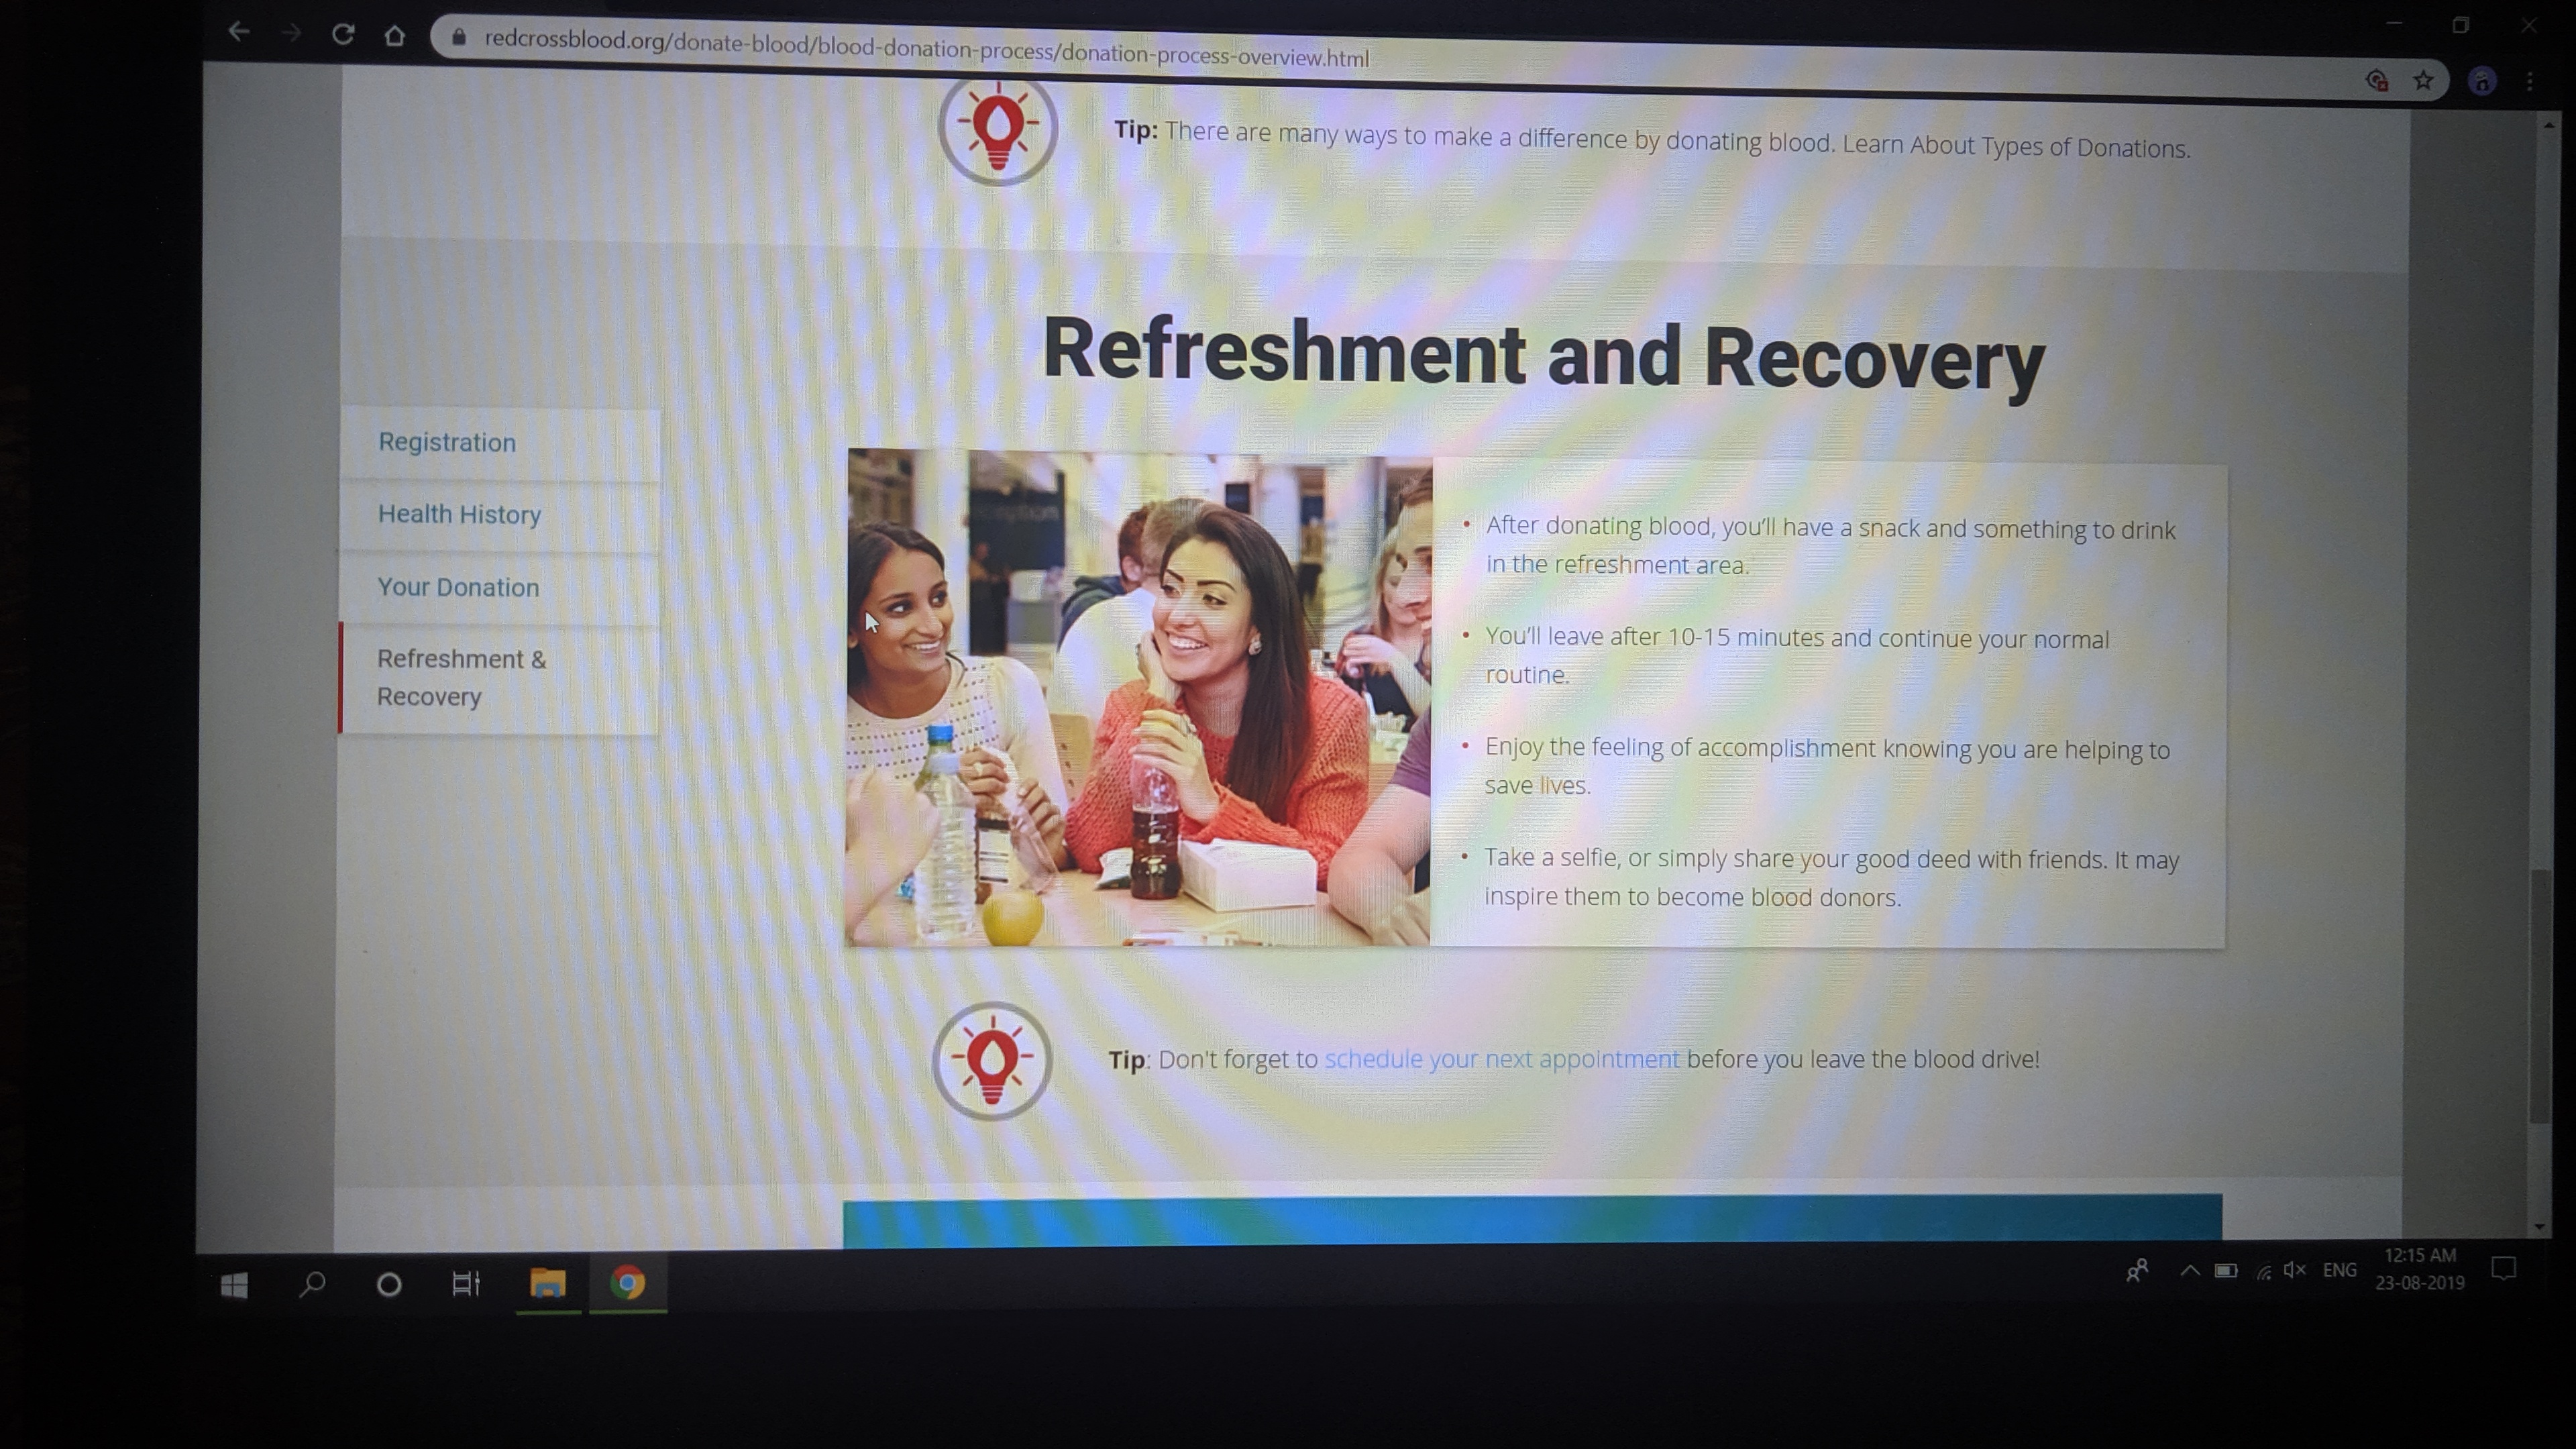 redcrossblood.org/donate-blood/blood-donation-process/donation-process-overview.html
Tip: There are many ways to make a difference by donating blood. Learn About Types of Donations.
Refreshment and Recovery
Registration
Health History
Your Donation
Refreshment &
Recovery
• After donating blood, you'll have a snack and something to drink
in the refreshment area.
• You'll leave after 10-15 minutes and continue your normal
routine.
• Enjoy the feeling of accomplishment knowing you are helping to
save lives.
• Take a selfie, or simply share your good deed with friends. It may
inspire them to become blood donors.
Tip: Don't forget to schedule your next appointment before you leave the blood drive!
ENG
12:15 AM
23-08-2019